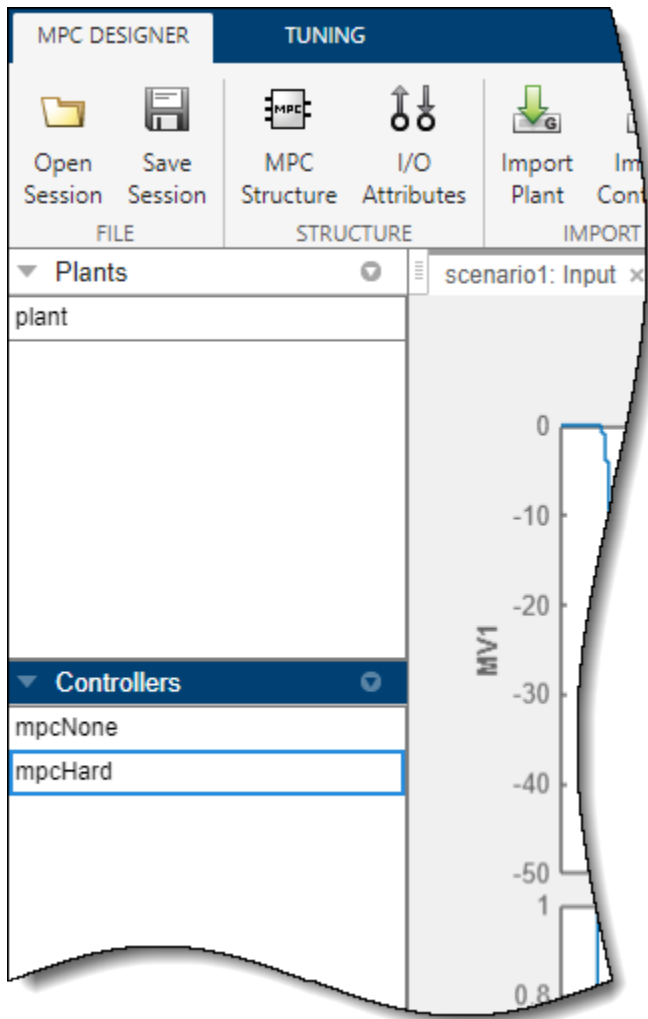 MPC DESIGNER
TUNING
MPC
G
Open Session
Save Session
MPC Structure
I/O Attributes
Import Plant
FILE
STRUCTURE
IMPORT
Plants
scenario1: Input ×
plant
0
-10
-20
-30
-40
-50
MV1
1
0.8
Controllers
mpcNone
mpcHard